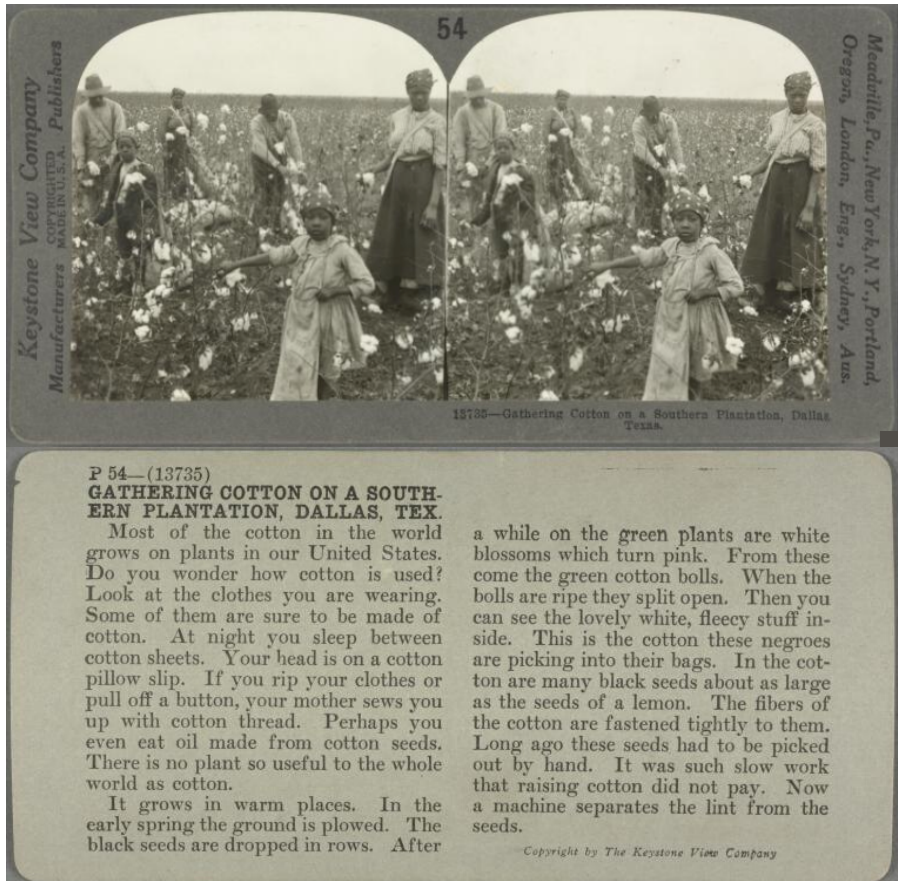 54
Keystone View Company
Manufacturers Publishers
COPYRIGHTED
MADE IN U.S.A.
Meadville, Pa., New York, N.Y., Portland,
Oregon, London, Eng., Sydney, Aus.
13735—Gathering Cotton on a Southern Plantation, Dallas
Texas.
P 54—(13735)
GATHERING COTTON ON A SOUTH-
ERN PLANTATION, DALLAS, TEX.
Most of the cotton in the world
grows on plants in our United States.
Do you wonder how cotton is used?
Look at the clothes you are wearing.
Some of them are sure to be made of
cotton. At night you sleep between
cotton sheets. Your head is on a cotton
pillow slip. If you rip your clothes or
pull off a button, your mother sews you
up with cotton thread. Perhaps you
even eat oil made from cotton seeds.
There is no plant so useful to the whole
world as cotton.
It grows in warm places. In the
early spring the ground is plowed. The
black seeds are dropped in rows. After
a while on the green plants are white
blossoms which turn pink. From these
come the green cotton bolls. When the
bolls are ripe they split open. Then you
can see the lovely white, fleecy stuff in-
side. This is the cotton these negroes
are picking into their bags. In the cot-
ton are many black seeds about as large
as the seeds of a lemon. The fibers of
the cotton are fastened tightly to them.
Long ago these seeds had to be picked
out by hand. It was such slow work
that raising cotton did not pay. Now
a machine separates the lint from the
seeds.
Copyright by The Keystone View Company